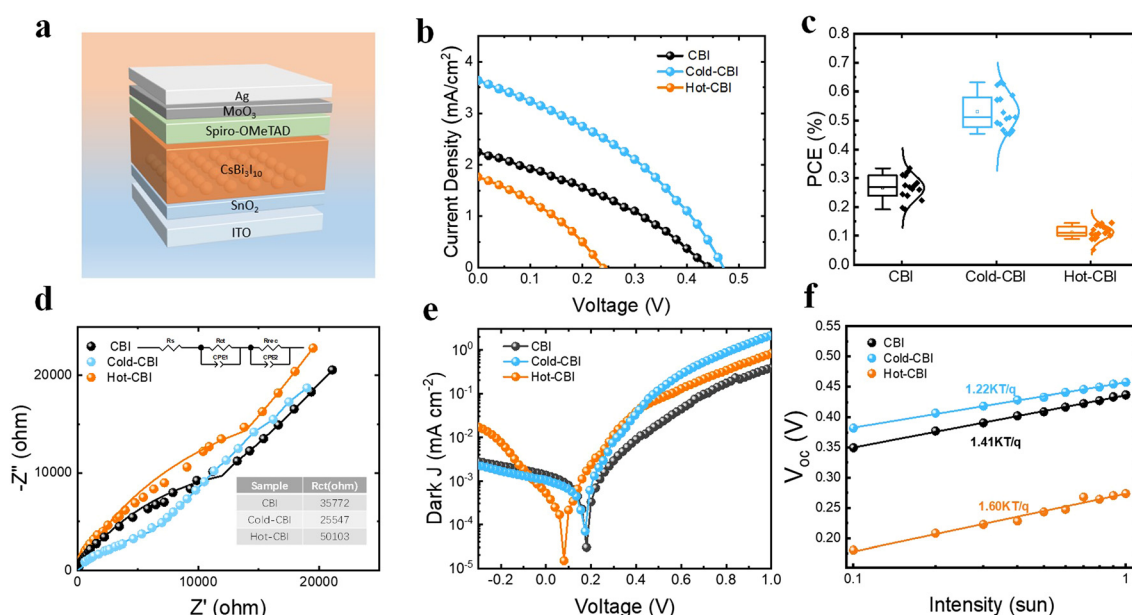 a
Ag
MoO3
Spiro-OMeTAD
CsBi3I10
SnO2
ITO
b
CBI
Cold-CBI
Hot-CBI
Current Density (mA/cm²)
4
3
2
1
0
0.0 0.1 0.2 0.3 0.4 0.5
Voltage (V)
c
PCE (%)
0.8
0.7
0.6
0.5
0.4
0.3
0.2
0.1
0.0
CBI Cold-CBI Hot-CBI
d
CBI
Cold-CBI
Hot-CBI
Rs Rct Rrec
CPE1 CPE2
-Z'' (ohm)
20000
10000
0
Sample Rct(ohm)
CBI 35772
Cold-CBI 25547
Hot-CBI 50103
0 10000 20000
Z' (ohm)
e
CBI
Cold-CBI
Hot-CBI
Dark J (mA cm⁻²)
10⁰
10⁻¹
10⁻²
10⁻³
10⁻⁴
10⁻⁵
-0.2 0.0 0.2 0.4 0.6 0.8 1.0
Voltage (V)
f
CBI
Cold-CBI
Hot-CBI
1.22KT/q
1.41KT/q
1.60KT/q
Voc (V)
0.55
0.50
0.45
0.40
0.35
0.30
0.25
0.20
0.15
0.1 1
Intensity (sun)